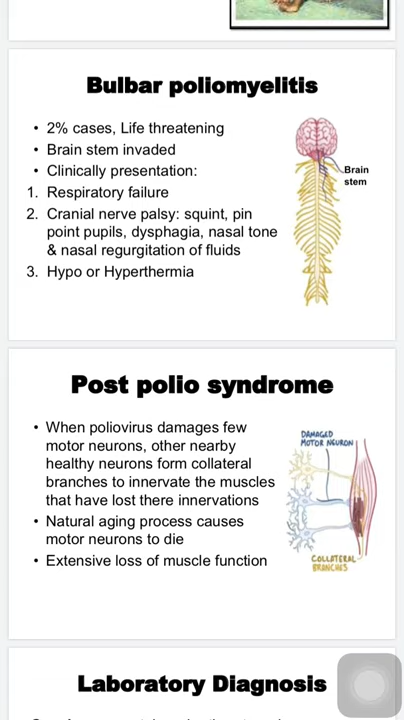 Bulbar poliomyelitis
• 2% cases, Life threatening
• Brain stem invaded
• Clinically presentation:
1. Respiratory failure
2. Cranial nerve palsy: squint, pin
point pupils, dysphagia, nasal tone
& nasal regurgitation of fluids
3. Hypo or Hyperthermia
Brain
stem
Post polio syndrome
• When poliovirus damages few
motor neurons, other nearby
healthy neurons form collateral
branches to innervate the muscles
that have lost there innervations
• Natural aging process causes
motor neurons to die
• Extensive loss of muscle function
DAMAGED
MOTOR NEURON
COLLATERAL
BRANCHES
Laboratory Diagnosis